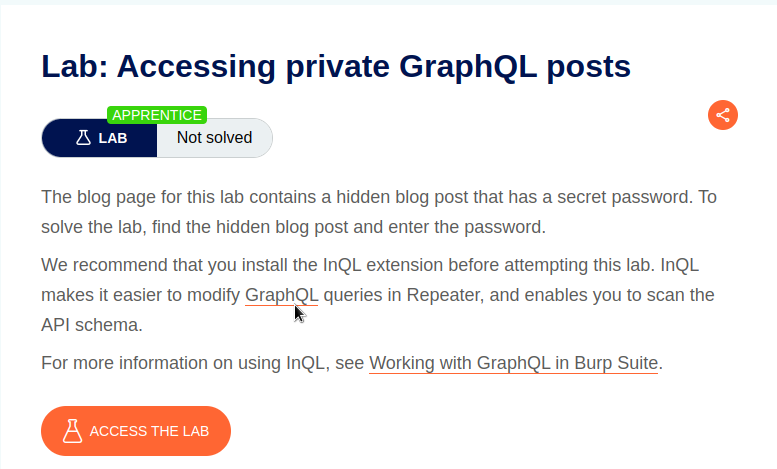 Lab: Accessing private GraphQL posts
APPRENTICE
LAB
Not solved
The blog page for this lab contains a hidden blog post that has a secret password. To
solve the lab, find the hidden blog post and enter the password.
We recommend that you install the InQL extension before attempting this lab. InQL
makes it easier to modify GraphQL queries in Repeater, and enables you to scan the
API schema.
For more information on using InQL, see Working with GraphQL in Burp Suite.
ACCESS THE LAB